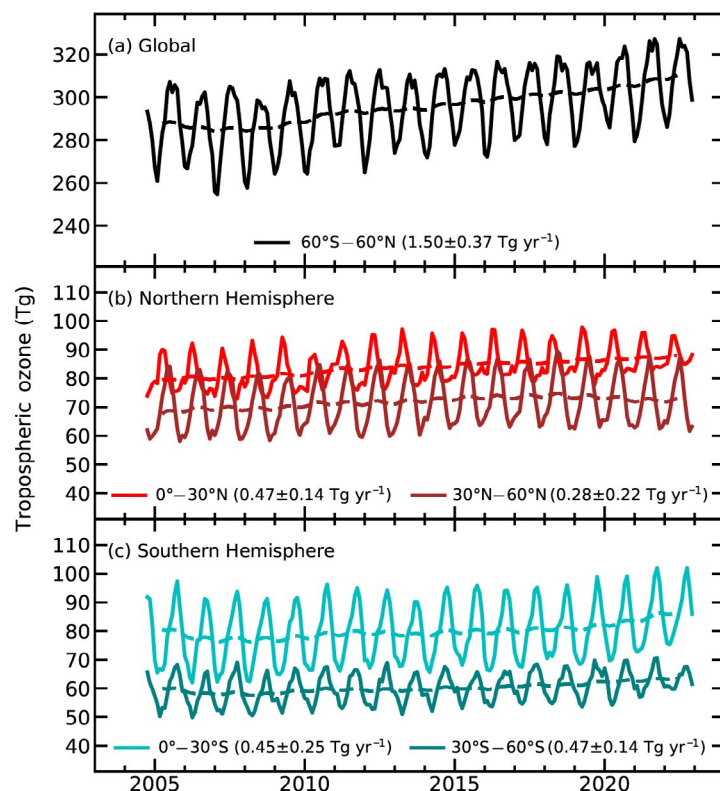 (a) Global
320
300
280
260
240
60°S−60°N (1.50±0.37 Tg yr⁻¹)
Tropospheric ozone (Tg)
(b) Northern Hemisphere
110
100
90
80
70
60
50
40
0°−30°N (0.47±0.14 Tg yr⁻¹) 30°N−60°N (0.28±0.22 Tg yr⁻¹)
(c) Southern Hemisphere
110
100
90
80
70
60
50
40
0°−30°S (0.45±0.25 Tg yr⁻¹) 30°S−60°S (0.47±0.14 Tg yr⁻¹)
2005 2010 2015 2020